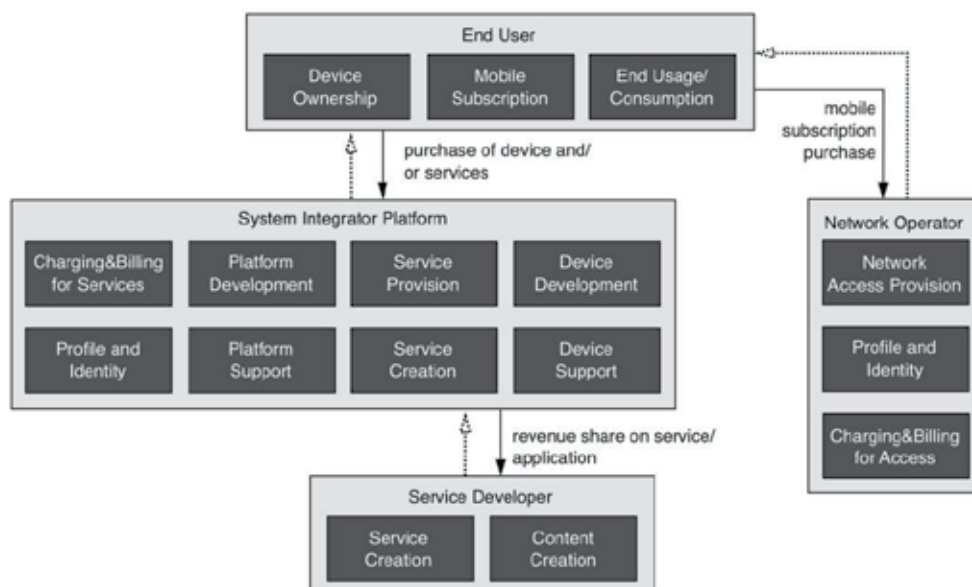 End User
Device
Ownership
Mobile
Subscription
End Usage/
Consumption
mobile
subscription
purchase
purchase of device and/
or services
System Integrator Platform
Charging&Billing
for Services
Platform
Development
Service
Provision
Device
Development
Profile and
Identity
Platform
Support
Service
Creation
Device
Support
Network Operator
Network
Access Provision
Profile and
Identity
Charging&Billing
for Access
revenue share on service/
application
Service Developer
Service
Creation
Content
Creation